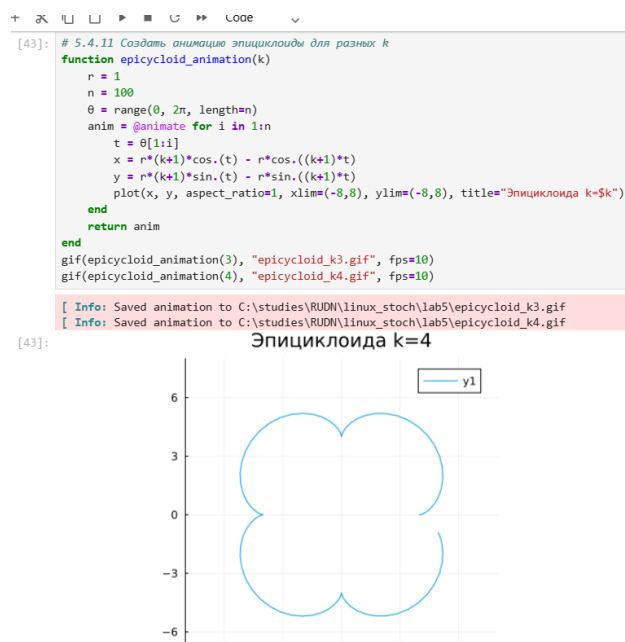 Code
[43]: # 5.4.11 Создать анимацию эпициклоиды для разных k
function epicycloid_animation(k)
r = 1
n = 100
θ = range(0, 2π, length=n)
anim = @animate for i in 1:n
t = θ[1:i]
x = r*(k+1)*cos.(t) - r*cos.((k+1)*t)
y = r*(k+1)*sin.(t) - r*sin.((k+1)*t)
plot(x, y, aspect_ratio=1, xlim=(-8,8), ylim=(-8,8), title="Эпициклоида k=$k")
end
return anim
end
gif(epicycloid_animation(3), "epicycloid_k3.gif", fps=10)
gif(epicycloid_animation(4), "epicycloid_k4.gif", fps=10)
[ Info: Saved animation to C:\studies\RUDN\linux_stoch\lab5\epicycloid_k3.gif
[ Info: Saved animation to C:\studies\RUDN\linux_stoch\lab5\epicycloid_k4.gif
[43]:
Эпициклоида k=4
y1
6
3
0
−3
−6